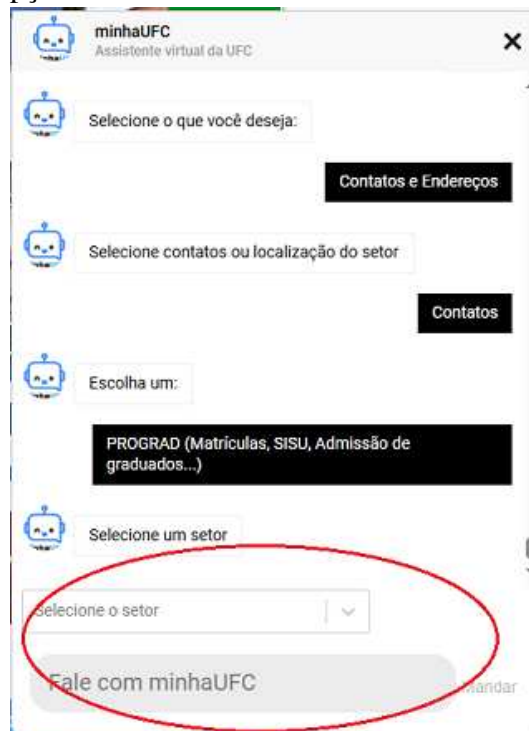 minhaUFC
Assistente virtual da UFC
Selecione o que você deseja:
Contatos e Endereços
Selecione contatos ou localização do setor
Contatos
Escolha um:
PROGRAD (Matrículas, SISU, Admissão de
graduados...)
Selecione um setor
Selecione o setor
Fale com minhaUFC
Mandar